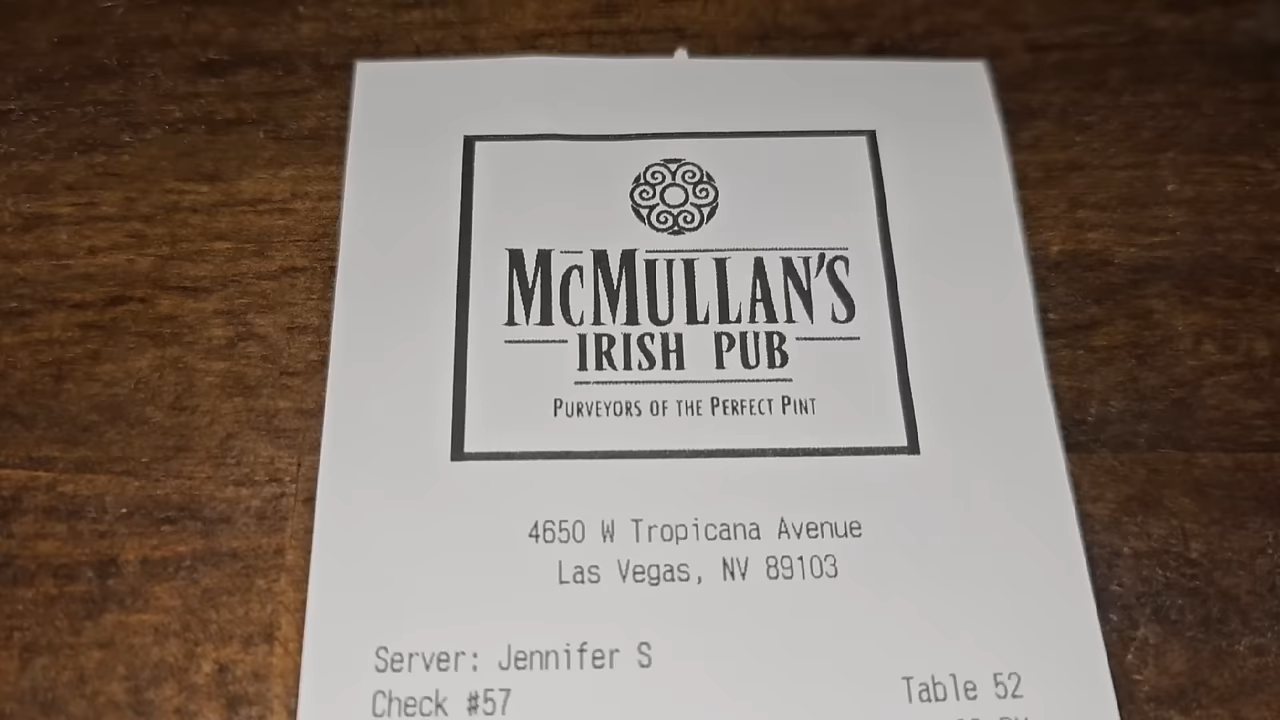 McMullan's
Irish Pub
Purveyors of the Perfect Pint
4650 W Tropicana Avenue
Las Vegas, NV 89103
Server: Jennifer S
Check #57
Table 52